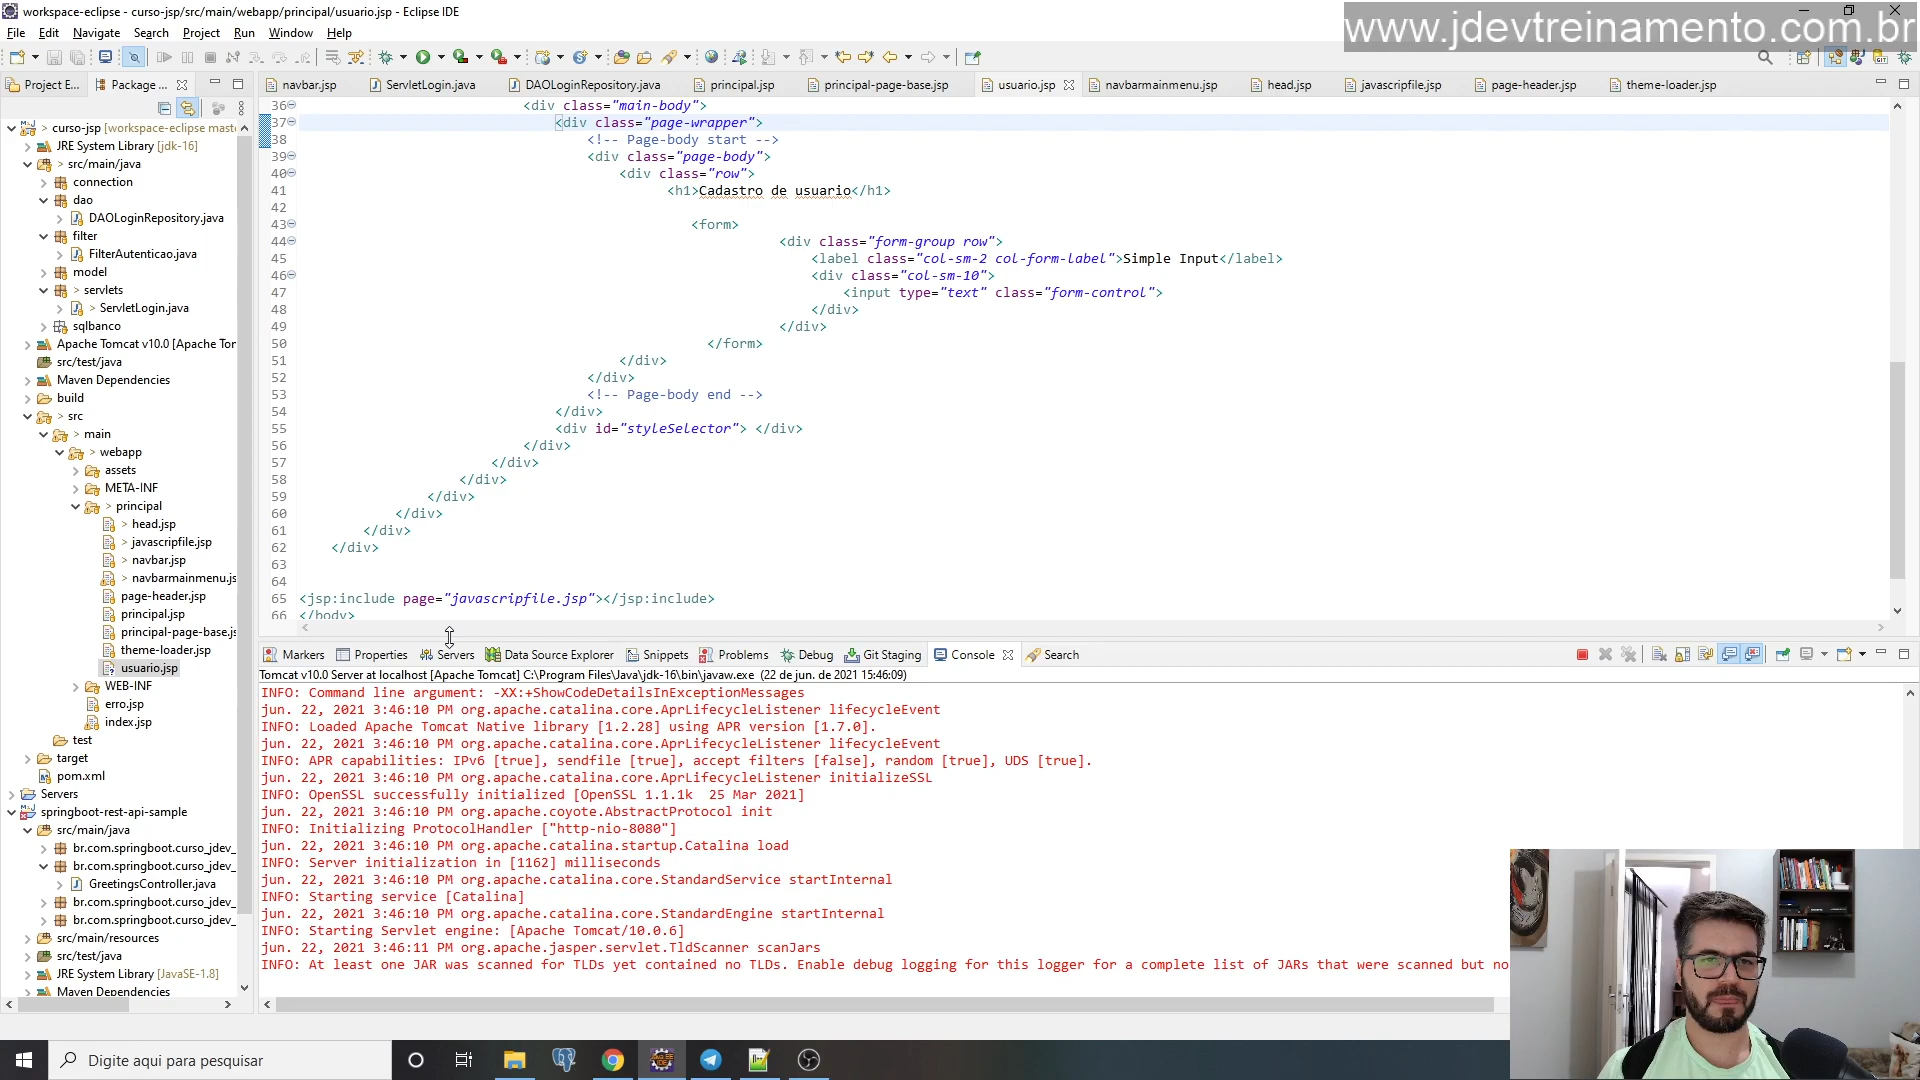 workspace-eclipse - curso-jsp/src/main/webapp/principal/usuario.jsp - Eclipse IDE
www.jdevtreinamento.com.br
File Edit Navigate Search Project Run Window Help
Project E... Package ...
navbar.jsp ServletLogin.java DAOLoginRepository.java principal.jsp principal-page-base.jsp usuario.jsp navbarmainmenu.jsp head.jsp javascripfile.jsp page-header.jsp theme-loader.jsp
> curso-jsp [workspace-eclipse mast
JRE System Library [jdk-16]
> src/main/java
connection
dao
DAOLoginRepository.java
filter
FilterAutenticao.java
model
> servlets
> ServletLogin.java
sqlbanco
Apache Tomcat v10.0 [Apache Tor
src/test/java
Maven Dependencies
build
> src
> main
> webapp
assets
META-INF
> principal
> head.jsp
> javascripfile.jsp
> navbar.jsp
> navbarmainmenu.js
page-header.jsp
principal.jsp
principal-page-base.js
theme-loader.jsp
usuario.jsp
WEB-INF
erro.jsp
index.jsp
test
target
pom.xml
Servers
springboot-rest-api-sample
src/main/java
br.com.springboot.curso_jdev_
br.com.springboot.curso_jdev_
GreetingsController.java
br.com.springboot.curso_jdev_
br.com.springboot.curso_jdev_
src/main/resources
src/test/java
JRE System Library [JavaSE-1.8]
Maven Dependencies
36 <div class="main-body">
37 <div class="page-wrapper">
38 <!-- Page-body start -->
39 <div class="page-body">
40 <div class="row">
41 <h1>Cadastro de usuario</h1>
42
43 <form>
44 <div class="form-group row">
45 <label class="col-sm-2 col-form-label">Simple Input</label>
46 <div class="col-sm-10">
47 <input type="text" class="form-control">
48 </div>
49 </div>
50 </form>
51 </div>
52 </div>
53 <!-- Page-body end -->
54 </div>
55 <div id="styleSelector"> </div>
56 </div>
57 </div>
58 </div>
59 </div>
60 </div>
61 </div>
62 </div>
63
64
65 <jsp:include page="javascripfile.jsp"></jsp:include>
66 </body>
Markers Properties Servers Data Source Explorer Snippets Problems Debug Git Staging Console Search
Tomcat v10.0 Server at localhost [Apache Tomcat] C:\Program Files\Java\jdk-16\bin\javaw.exe (22 de jun. de 2021 15:46:09)
INFO: Command line argument: -XX:+ShowCodeDetailsInExceptionMessages
jun. 22, 2021 3:46:10 PM org.apache.catalina.core.AprLifecycleListener lifecycleEvent
INFO: Loaded Apache Tomcat Native library [1.2.28] using APR version [1.7.0].
jun. 22, 2021 3:46:10 PM org.apache.catalina.core.AprLifecycleListener lifecycleEvent
INFO: APR capabilities: IPv6 [true], sendfile [true], accept filters [false], random [true], UDS [true].
jun. 22, 2021 3:46:10 PM org.apache.catalina.core.AprLifecycleListener initializeSSL
INFO: OpenSSL successfully initialized [OpenSSL 1.1.1k  25 Mar 2021]
jun. 22, 2021 3:46:10 PM org.apache.coyote.AbstractProtocol init
INFO: Initializing ProtocolHandler ["http-nio-8080"]
jun. 22, 2021 3:46:10 PM org.apache.catalina.startup.Catalina load
INFO: Server initialization in [1162] milliseconds
jun. 22, 2021 3:46:10 PM org.apache.catalina.core.StandardService startInternal
INFO: Starting service [Catalina]
jun. 22, 2021 3:46:10 PM org.apache.catalina.core.StandardEngine startInternal
INFO: Starting Servlet engine: [Apache Tomcat/10.0.6]
jun. 22, 2021 3:46:11 PM org.apache.jasper.servlet.TldScanner scanJars
INFO: At least one JAR was scanned for TLDs yet contained no TLDs. Enable debug logging for this logger for a complete list of JARs that were scanned but no
Digite aqui para pesquisar